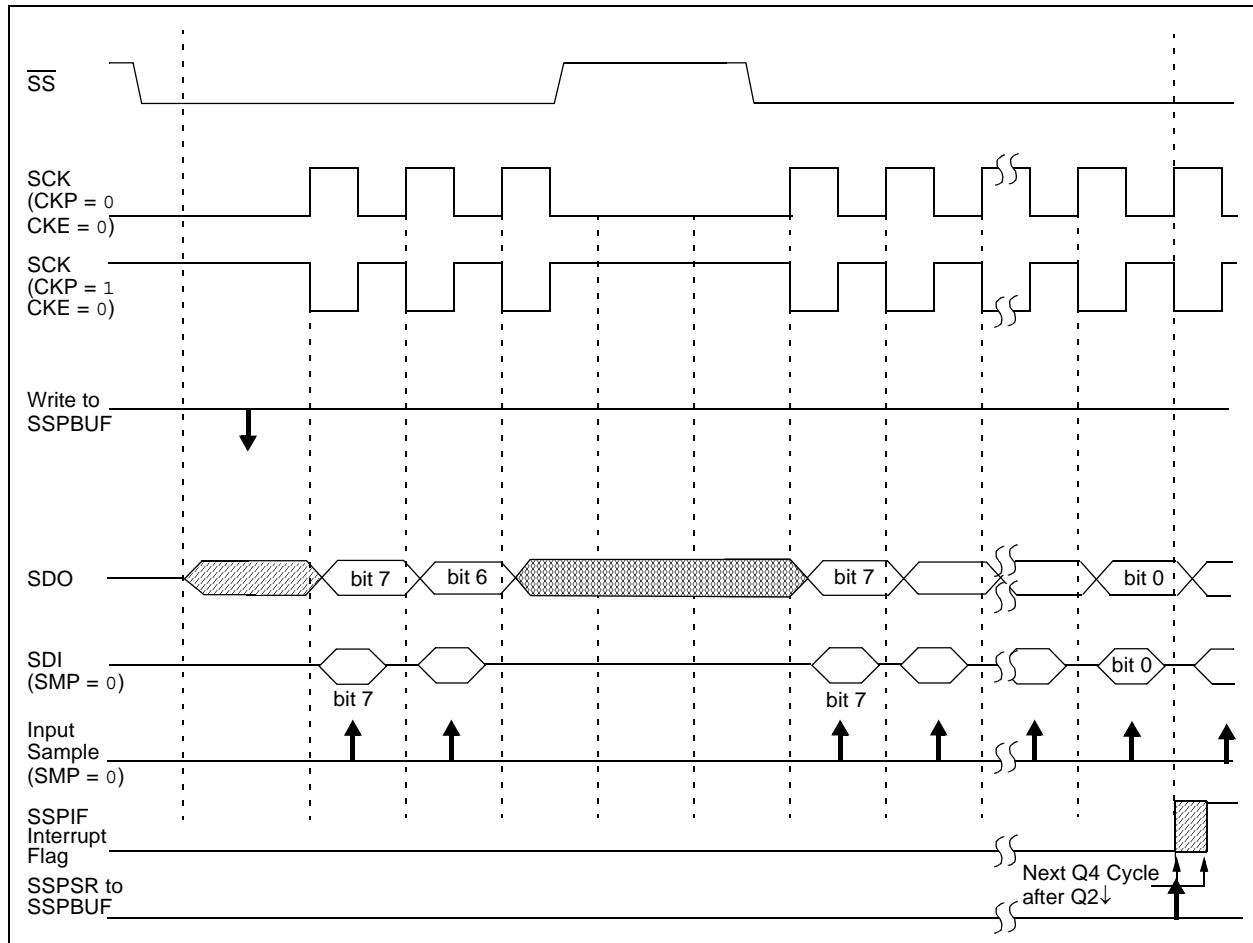 SS
SCK
(CKP = 0
CKE = 0)
SCK
(CKP = 1
CKE = 0)
Write to
SSPBUF
SDO
bit 7
bit 6
bit 7
bit 0
SDI
(SMP = 0)
bit 7
bit 7
bit 0
Input
Sample
(SMP = 0)
SSPIF
Interrupt
Flag
SSPSR to
SSPBUF
Next Q4 Cycle
after Q2↓